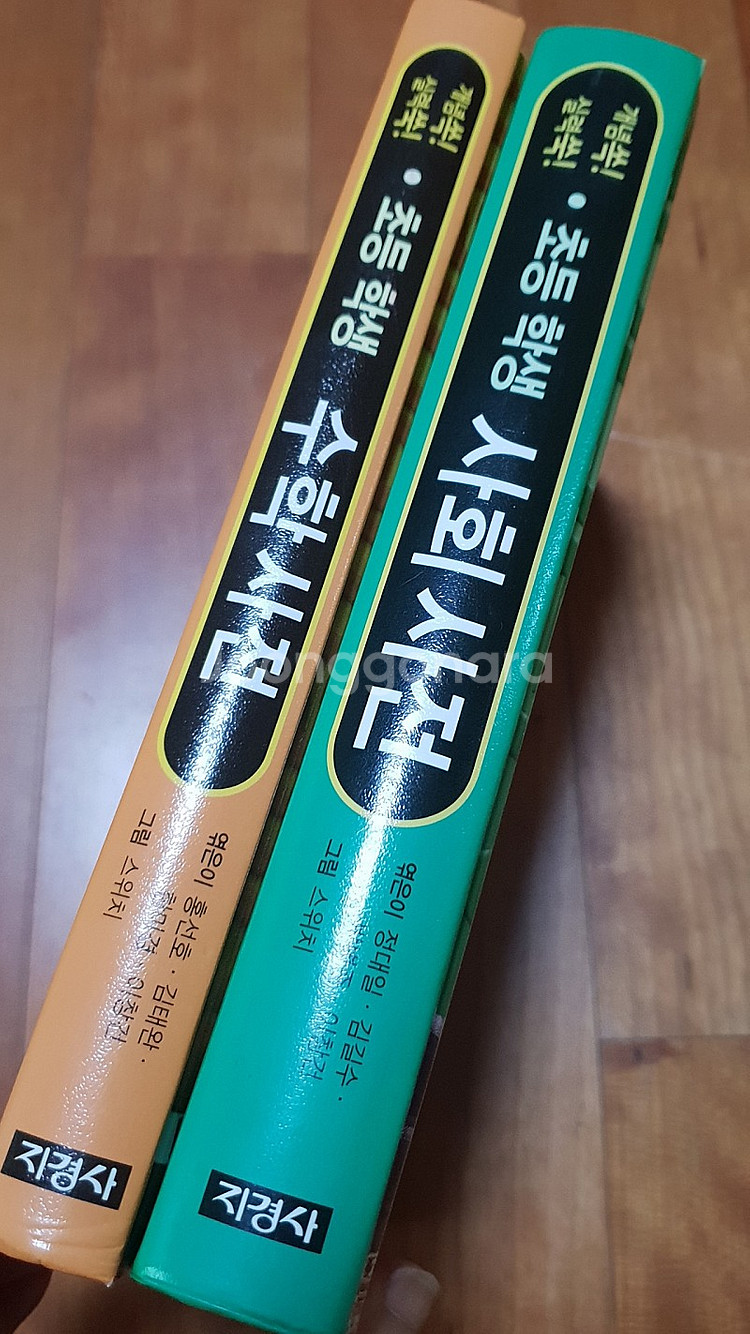 개념쏙!
실력쑥!
초등 학생 수학사전
엮은이 홍선호 · 김태완 ·
그림 스위치
지경사
개념쏙!
실력쑥!
초등 학생 사회사전
엮은이 정대일 · 김길수 ·
그림 스위치
지경사
joonggonara